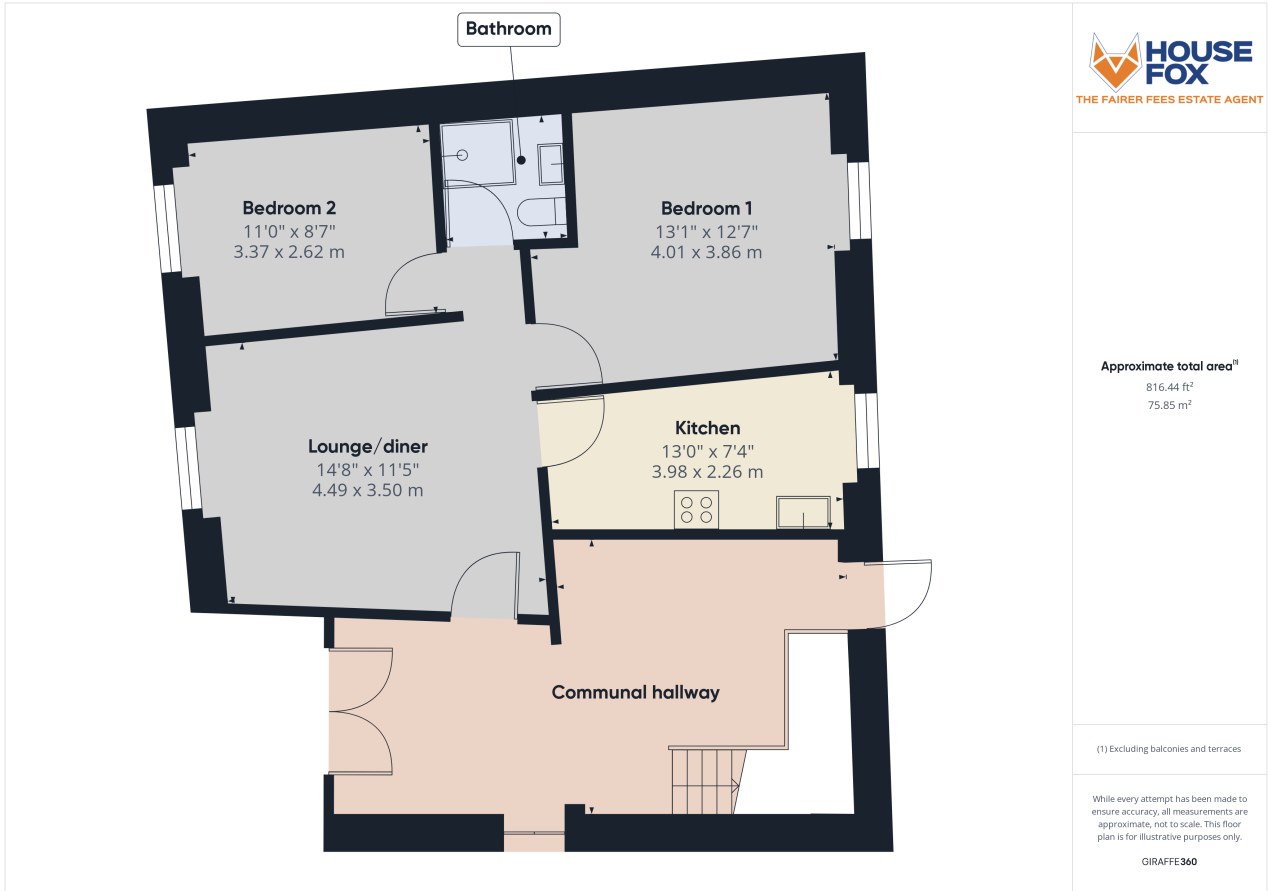 Bathroom
Bedroom 2
11'0" x 8'7"
3.37 x 2.62 m
Bedroom 1
13'1" x 12'7"
4.01 x 3.86 m
Lounge/diner
14'8" x 11'5"
4.49 x 3.50 m
Kitchen
13'0" x 7'4"
3.98 x 2.26 m
Communal hallway
HOUSE
FOX
THE FAIRER FEES ESTATE AGENT
Approximate total area(1)
816.44 ft²
75.85 m²
(1) Excluding balconies and terraces
While every attempt has been made to
ensure accuracy, all measurements are
approximate, not to scale. This floor
plan is for illustrative purposes only.
GIRAFFE360